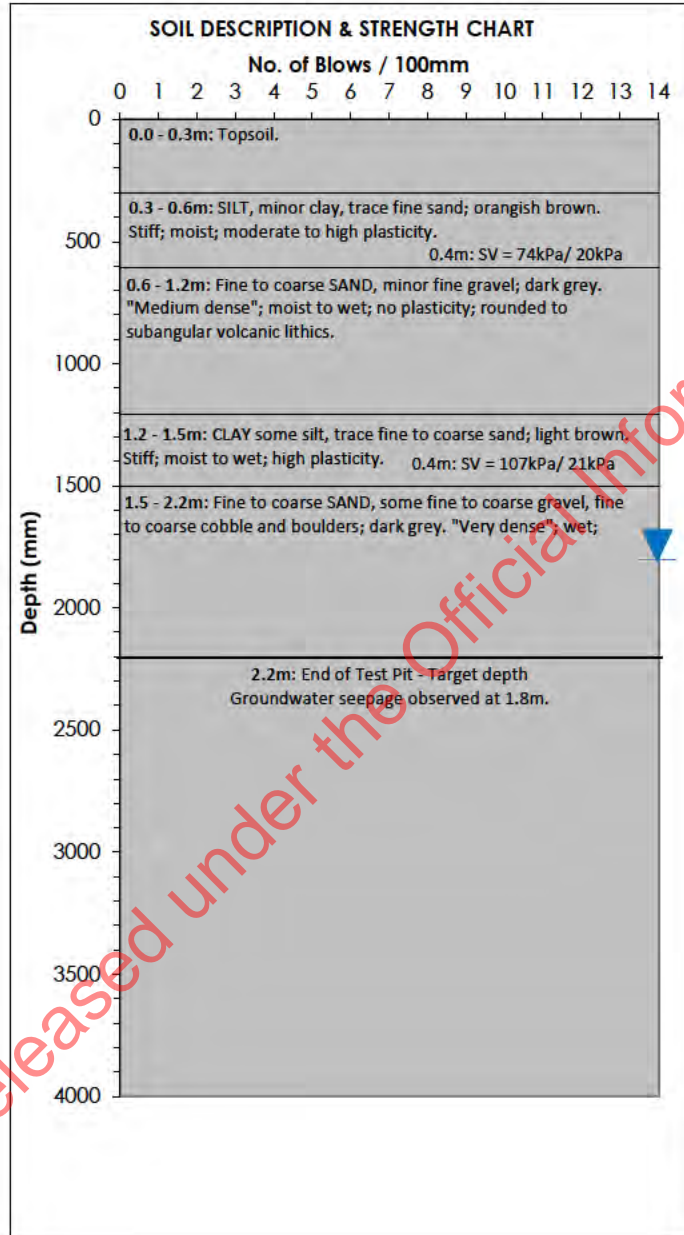 SOIL DESCRIPTION & STRENGTH CHART
No. of Blows / 100mm
0 1 2 3 4 5 6 7 8 9 10 11 12 13 14
0
0.0 - 0.3m: Topsoil.
0.3 - 0.6m: SILT, minor clay, trace fine sand; orangish brown.
Stiff; moist; moderate to high plasticity.
500
0.4m: SV = 74kPa/ 20kPa
0.6 - 1.2m: Fine to coarse SAND, minor fine gravel; dark grey.
"Medium dense"; moist to wet; no plasticity; rounded to
subangular volcanic lithics.
1000
1.2 - 1.5m: CLAY some silt, trace fine to coarse sand; light brown.
Stiff; moist to wet; high plasticity. 0.4m: SV = 107kPa/ 21kPa
1500
1.5 - 2.2m: Fine to coarse SAND, some fine to coarse gravel, fine
to coarse cobble and boulders; dark grey. "Very dense"; wet;
Depth (mm)
2000
2.2m: End of Test Pit - Target depth
Groundwater seepage observed at 1.8m.
2500
3000
3500
4000
eleased under the Official Infor